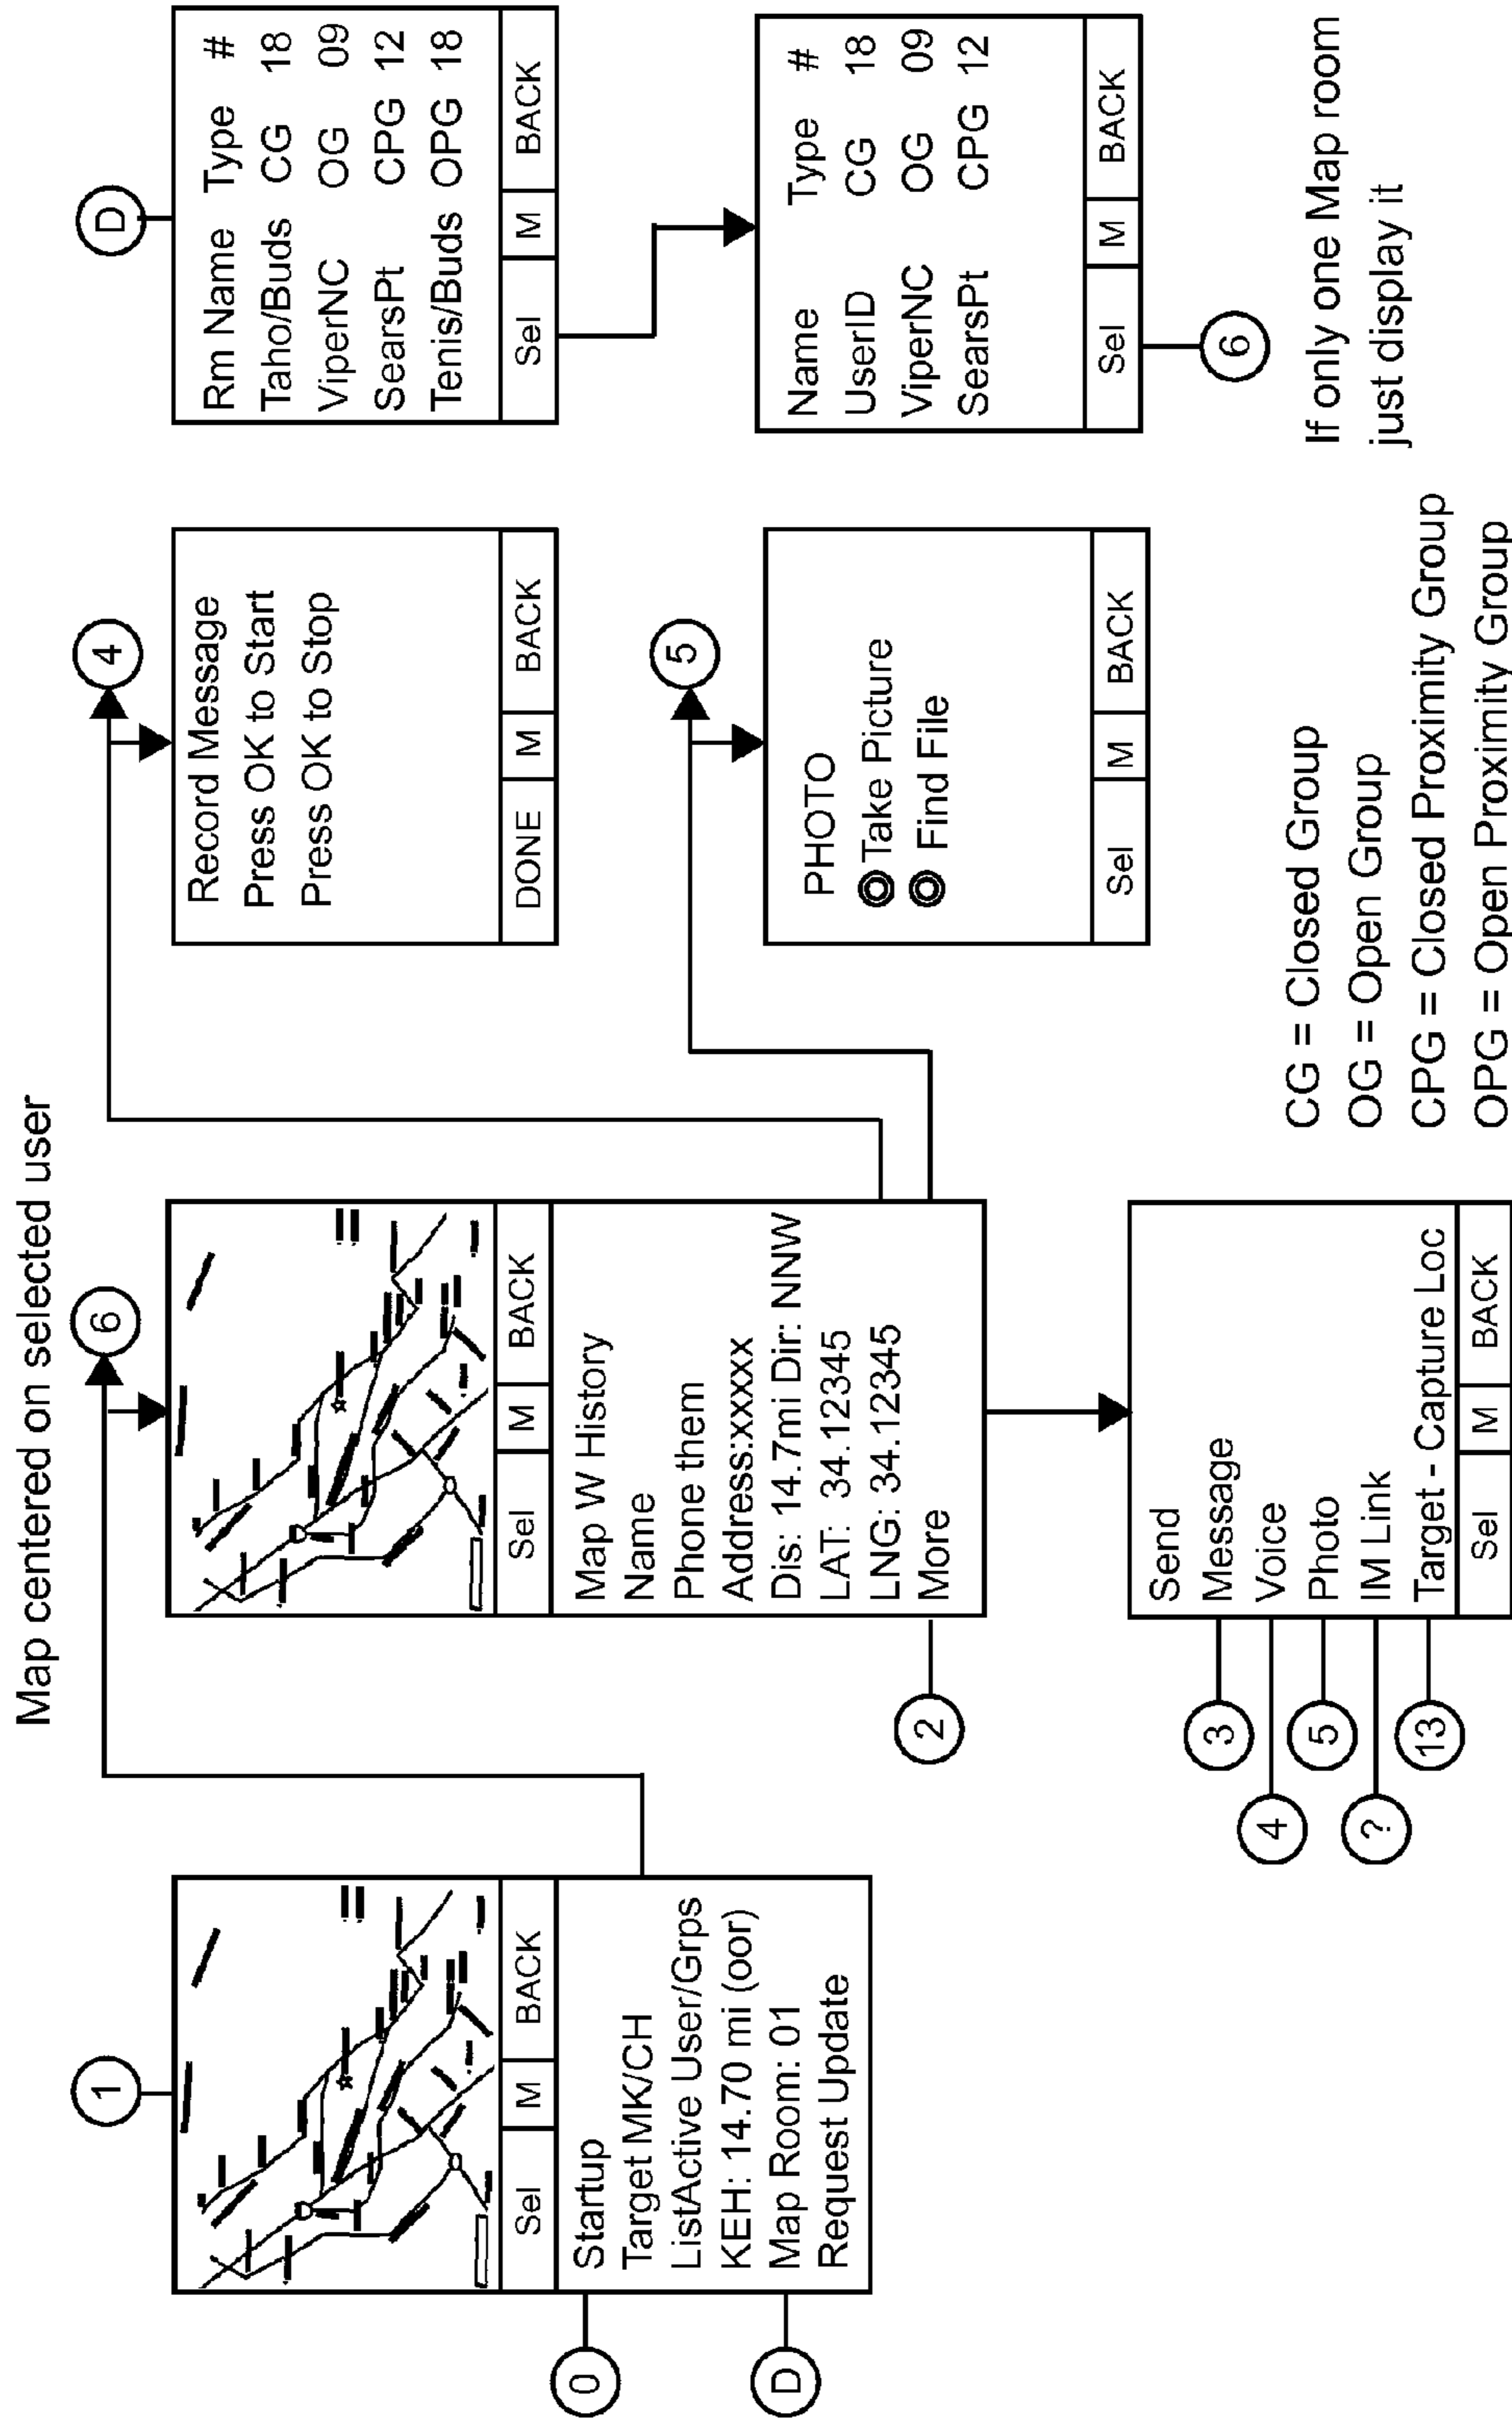 Map centered on selected user
1
Sel M BACK
0
Startup
Target MK/CH
ListActive User/Grps
KEH: 14.70 mi (oor)
D
Map Room: 01
Request Update
6
Sel M BACK
Map W History
Name
Phone them
Address:xxxxx
Dis: 14.7mi Dir: NNW
LAT: 34.12345
LNG: 34.12345
2
More
Send
3
Message
4
Voice
5
Photo
?
IM Link
13
Target - Capture Loc
Sel M BACK
4
Record Message
Press OK to Start
Press OK to Stop
DONE M BACK
5
PHOTO
Take Picture
Find File
Sel M BACK
CG = Closed Group
OG = Open Group
CPG = Closed Proximity Group
OPG = Open Proximity Group
D
Rm Name Type #
Taho/Buds CG 18
ViperNC OG 09
SearsPt CPG 12
Tenis/Buds OPG 18
Sel M BACK
Name Type #
UserID CG 18
ViperNC OG 09
SearsPt CPG 12
Sel M BACK
6
If only one Map room
just display it